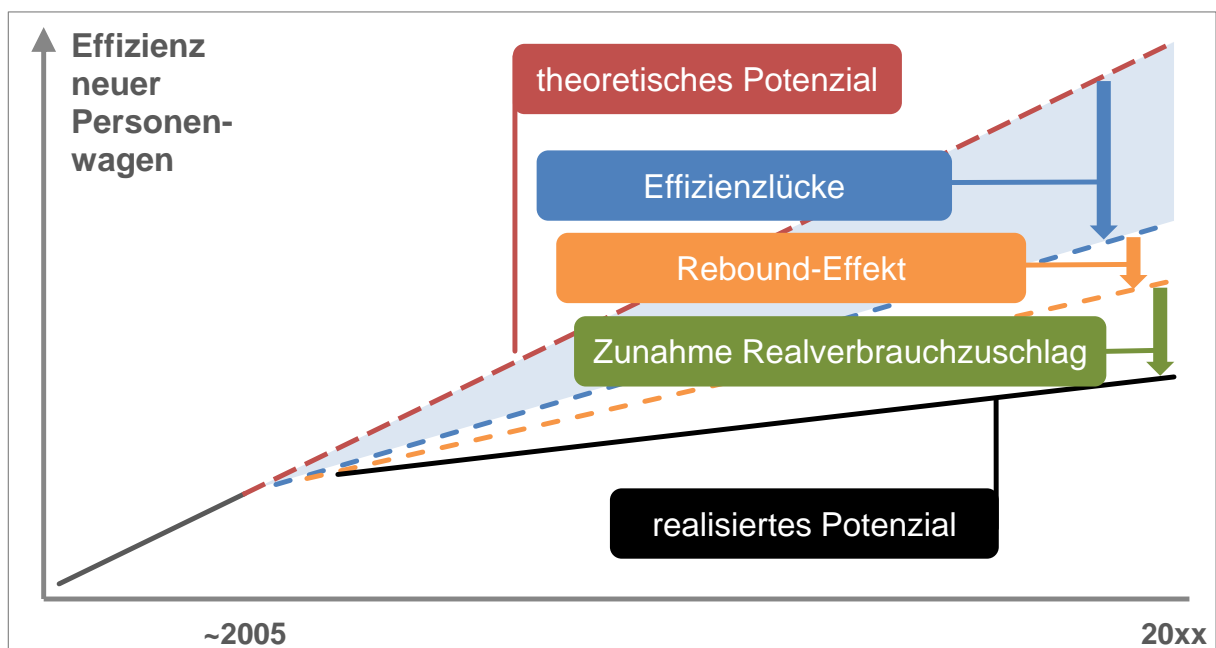 Effizienz
neuer
Personen-
wagen
theoretisches Potenzial
Effizienzlücke
Rebound-Effekt
Zunahme Realverbrauchzuschlag
realisiertes Potenzial
~2005
20xx